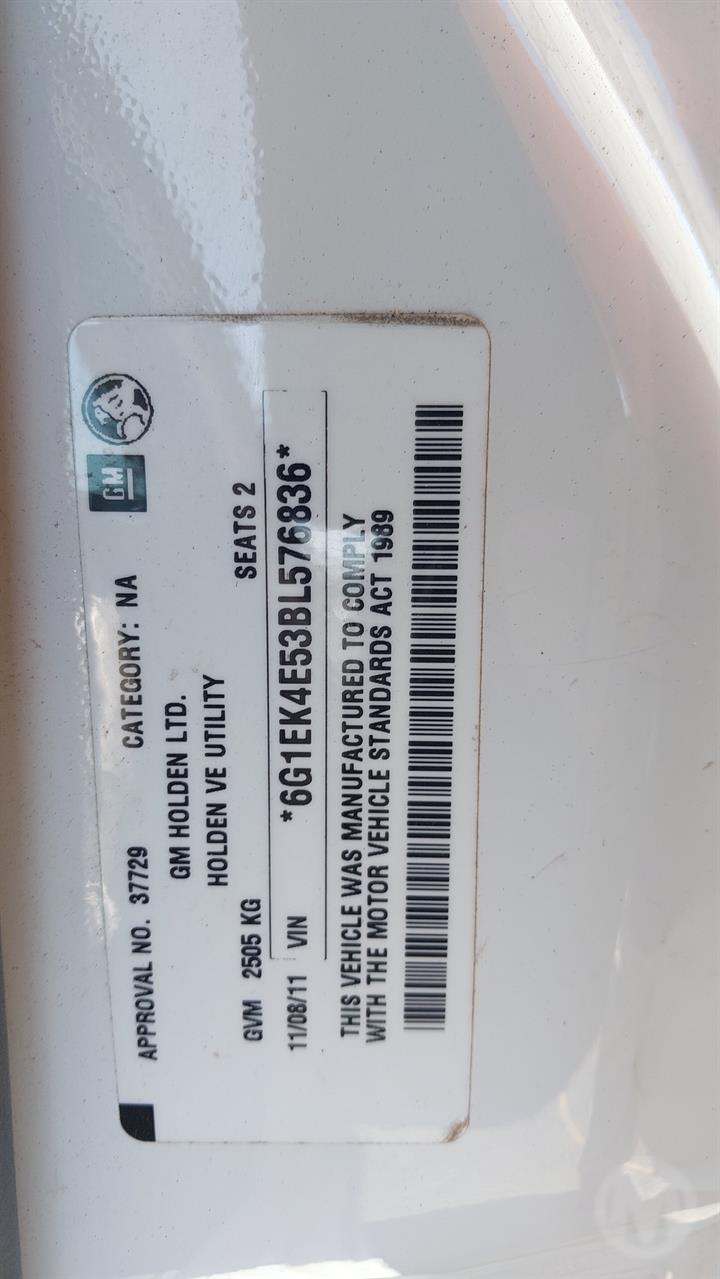 GM
APPROVAL NO. 37729 CATEGORY: NA
GM HOLDEN LTD.
HOLDEN VE UTILITY
GVM 2505 KG SEATS 2
11/08/11 VIN *6G1EK4E53BL576836*
THIS VEHICLE WAS MANUFACTURED TO COMPLY
WITH THE MOTOR VEHICLE STANDARDS ACT 1989
M